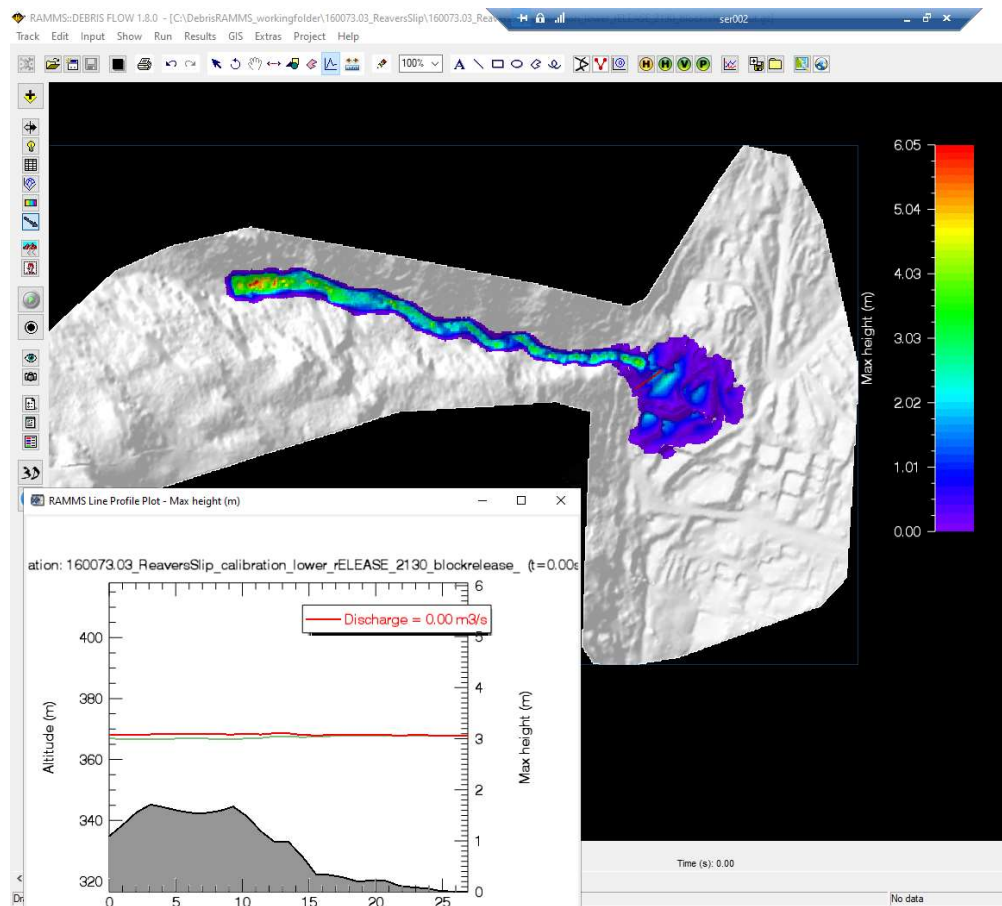 RAMMS::DEBRIS FLOW 1.8.0 - [C:\DebrisRAMMS_workingfolder\160073.03_ReaversSlip\160073.03_Reav
ser002
Track Edit Input Show Run Results GIS Extras Project Help
100%
3D
6.05
5.04
4.03
3.03
2.02
1.01
0.00
Max height (m)
RAMMS Line Profile Plot - Max height (m)
ation: 160073.03_ReaversSlip_calibration_lower_rELEASE_2130_blockrelease_ (t=0.00s
Discharge = 0.00 m3/s
400
380
360
340
320
Altitude (m)
6
5
4
3
2
1
0
Max height (m)
0 5 10 15 20 25
Time (s): 0.00
No data